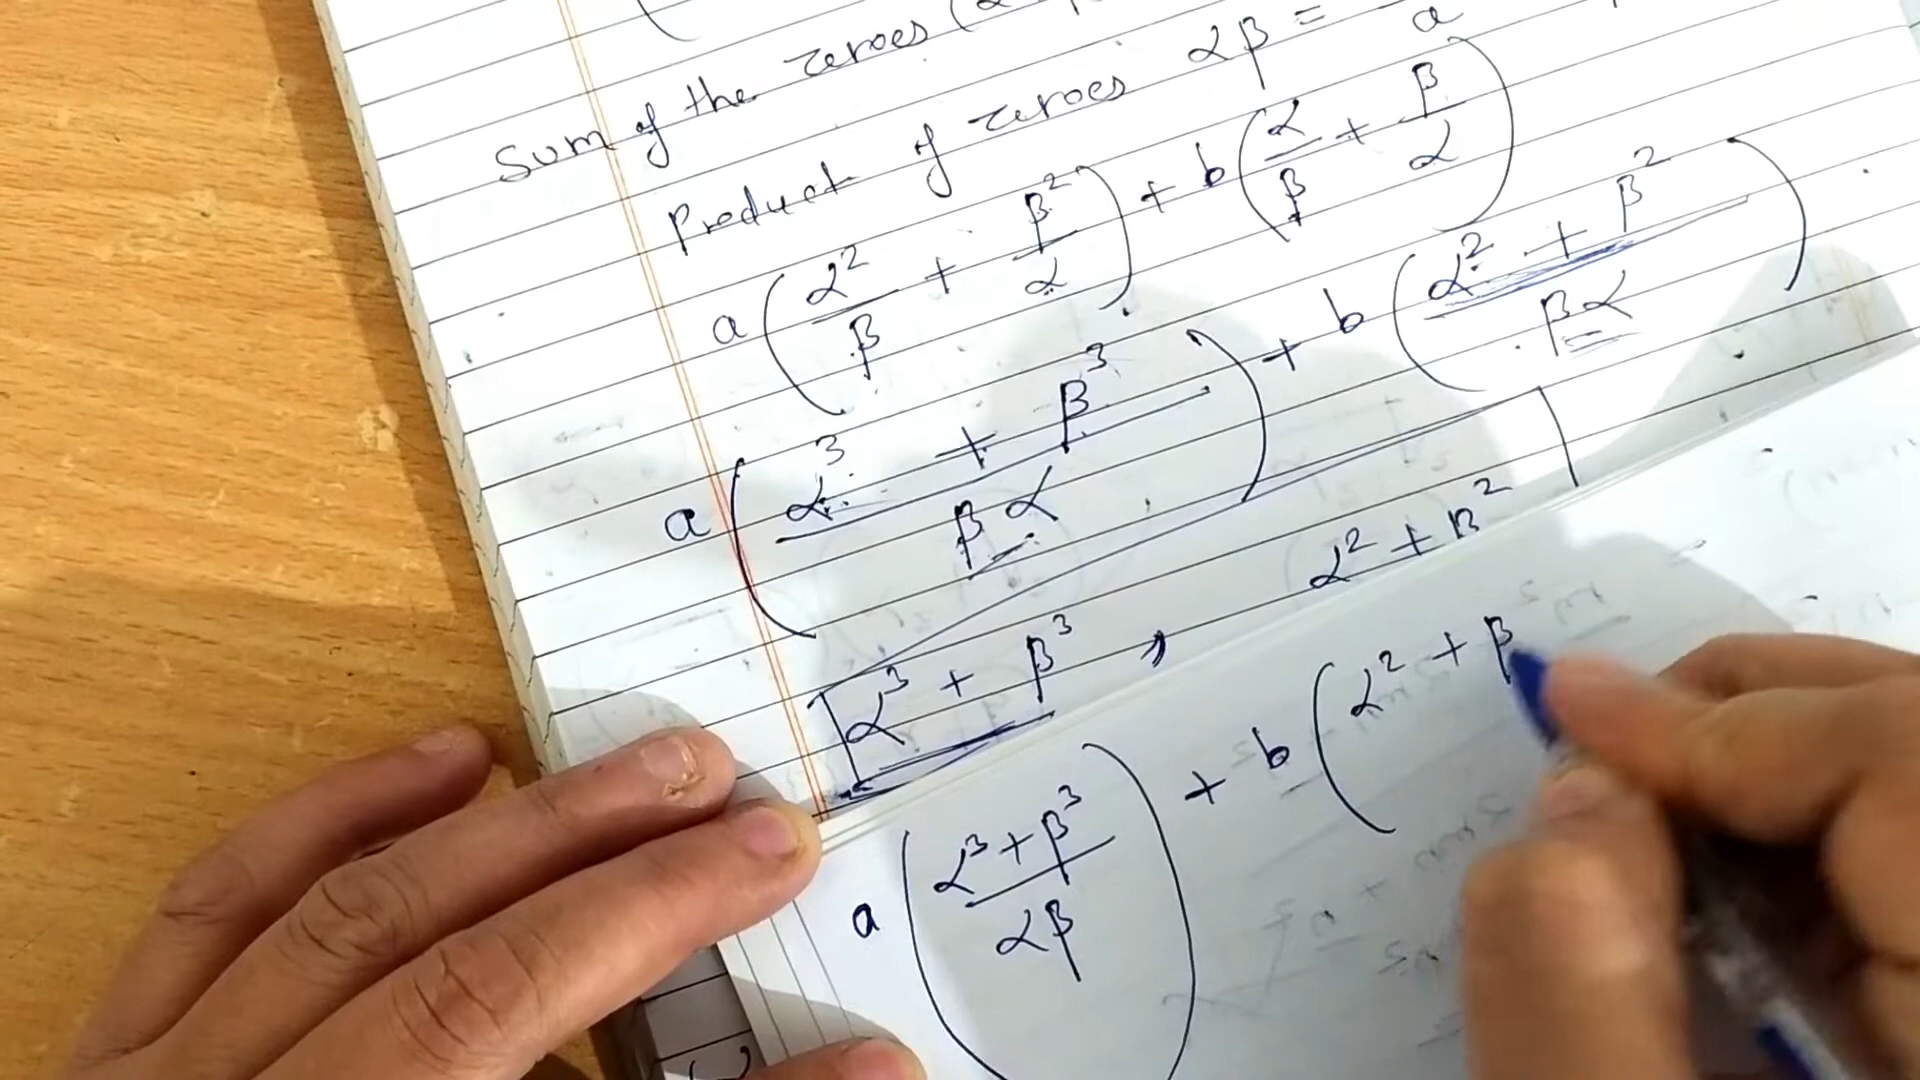 Sum of the zeroes (α
Product of zeroes αβ = a
a(α²/β + β²/α) + b(α/β + β/α)
a(α³ + β³/βα) + b(α² + β²/βα)
α³ + β³, α² + β²
a(α³+β³/αβ) + b(α² + β